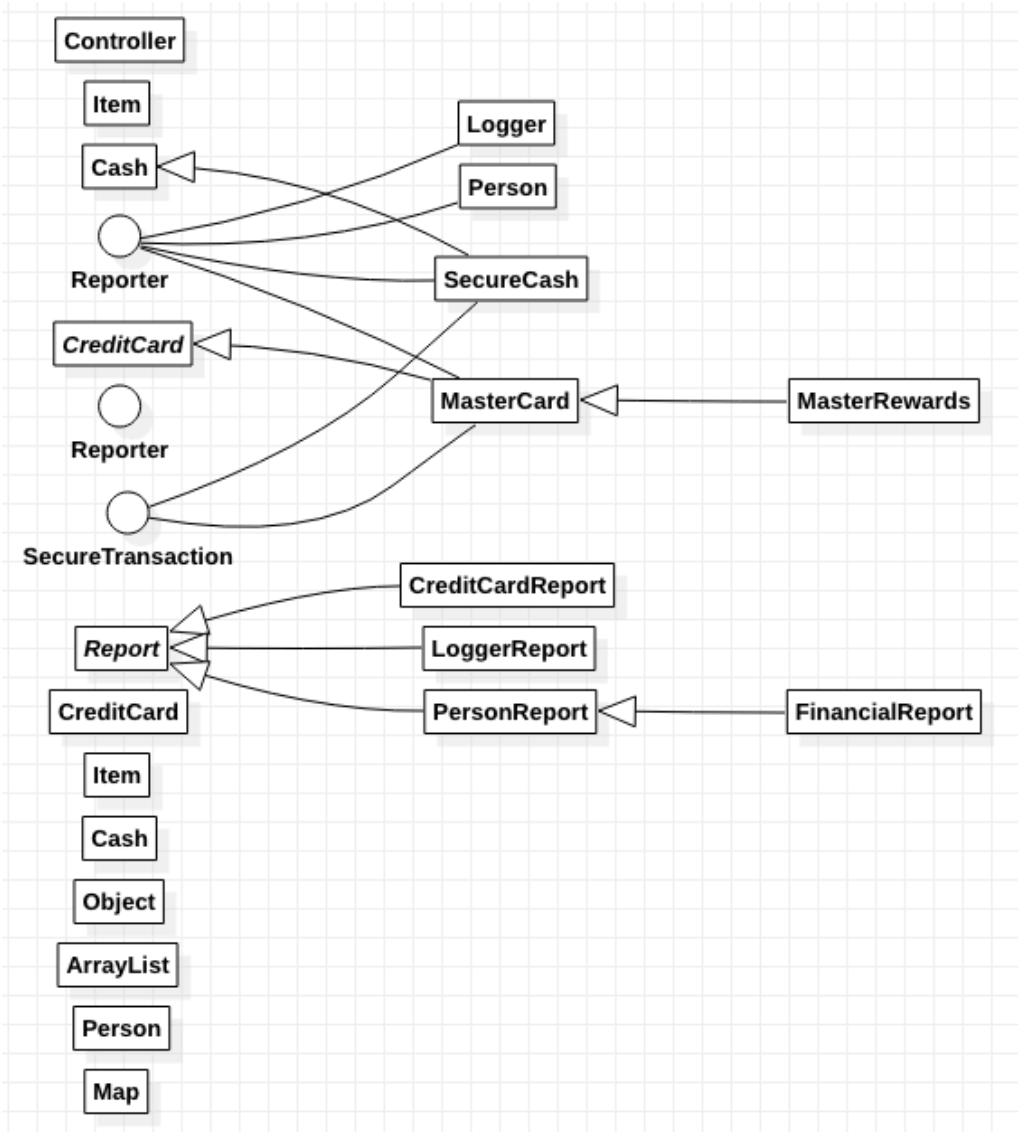 Controller
Item
Logger
Cash
Person
Reporter
SecureCash
CreditCard
MasterCard
MasterRewards
Reporter
SecureTransaction
CreditCardReport
Report
LoggerReport
CreditCard
PersonReport
FinancialReport
Item
Cash
Object
ArrayList
Person
Map